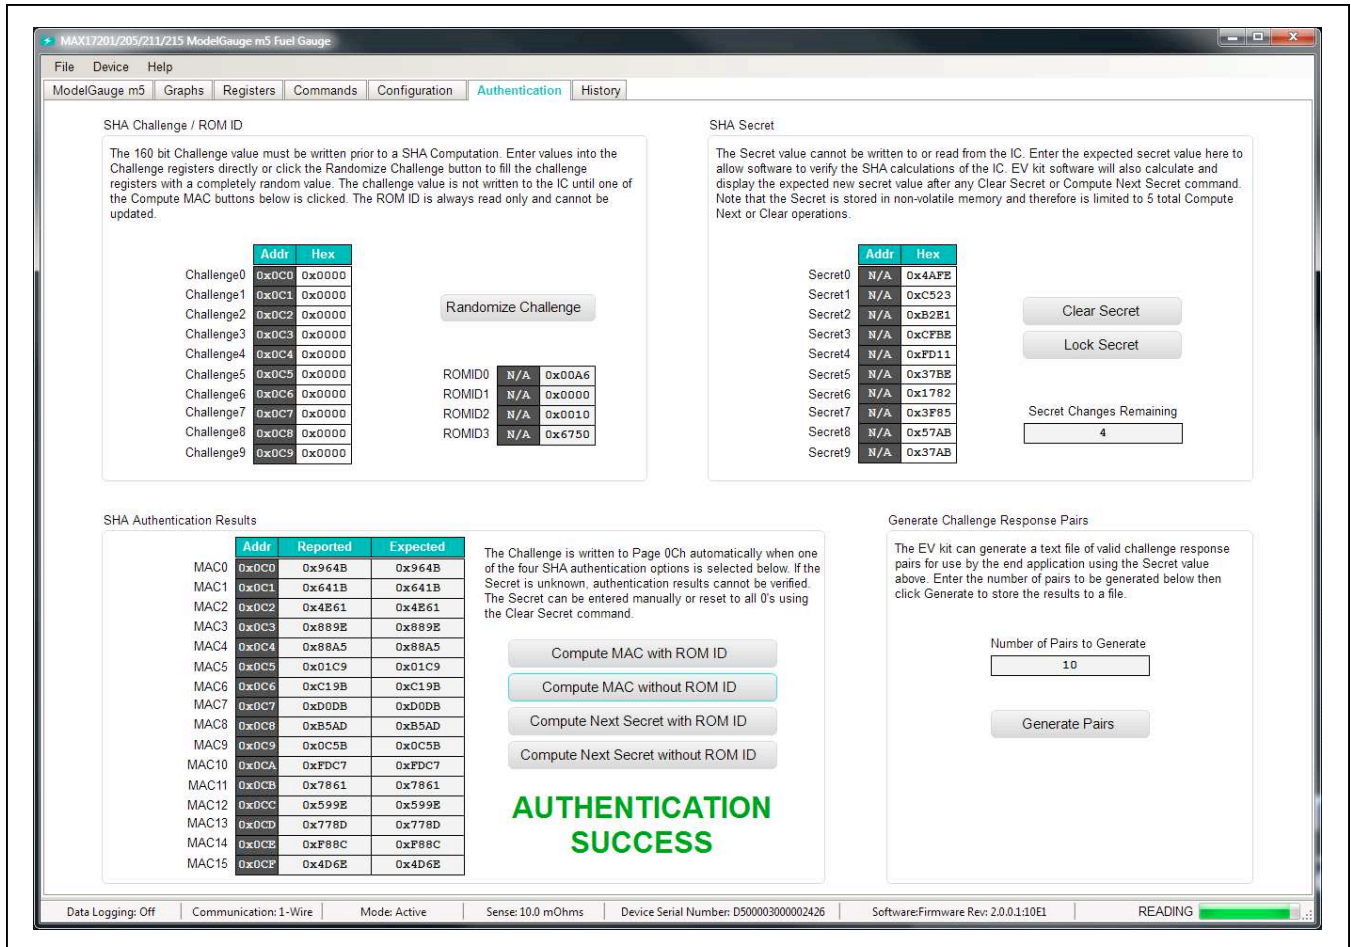 MAX17201/205/211/215 ModelGauge m5 Fuel Gauge
File Device Help
ModelGauge m5 Graphs Registers Commands Configuration Authentication History
SHA Challenge / ROM ID
The 160 bit Challenge value must be written prior to a SHA Computation. Enter values into the
Challenge registers directly or click the Randomize Challenge button to fill the challenge
registers with a completely random value. The challenge value is not written to the IC until one of
the Compute MAC buttons below is clicked. The ROM ID is always read only and cannot be
updated.
Addr Hex
Challenge0 0x0C0 0x0000
Challenge1 0x0C1 0x0000
Challenge2 0x0C2 0x0000
Challenge3 0x0C3 0x0000
Challenge4 0x0C4 0x0000
Challenge5 0x0C5 0x0000
Challenge6 0x0C6 0x0000
Challenge7 0x0C7 0x0000
Challenge8 0x0C8 0x0000
Challenge9 0x0C9 0x0000
Randomize Challenge
ROMID0 N/A 0x00A6
ROMID1 N/A 0x0000
ROMID2 N/A 0x0010
ROMID3 N/A 0x6750
SHA Secret
The Secret value cannot be written to or read from the IC. Enter the expected secret value here to
allow software to verify the SHA calculations of the IC. EV kit software will also calculate and
display the expected new secret value after any Clear Secret or Compute Next Secret command.
Note that the Secret is stored in non-volatile memory and therefore is limited to 5 total Compute
Next or Clear operations.
Addr Hex
Secret0 N/A 0x4AFE
Secret1 N/A 0xC523
Secret2 N/A 0xB2E1
Secret3 N/A 0xCFBE
Secret4 N/A 0xFD11
Secret5 N/A 0x37BE
Secret6 N/A 0x1782
Secret7 N/A 0x3F85
Secret8 N/A 0x57AB
Secret9 N/A 0x37AB
Clear Secret
Lock Secret
Secret Changes Remaining
4
SHA Authentication Results
Addr Reported Expected
MAC0 0x0C0 0x964B 0x964B
MAC1 0x0C1 0x641B 0x641B
MAC2 0x0C2 0x4E61 0x4E61
MAC3 0x0C3 0x889E 0x889E
MAC4 0x0C4 0x88A5 0x88A5
MAC5 0x0C5 0x01C9 0x01C9
MAC6 0x0C6 0xC19B 0xC19B
MAC7 0x0C7 0xD0DB 0xD0DB
MAC8 0x0C8 0xB5AD 0xB5AD
MAC9 0x0C9 0x0C5B 0x0C5B
MAC10 0x0CA 0xFDC7 0xFDC7
MAC11 0x0CB 0x7861 0x7861
MAC12 0x0CC 0x599E 0x599E
MAC13 0x0CD 0x778D 0x778D
MAC14 0x0CE 0xF88C 0xF88C
MAC15 0x0CF 0x4D6E 0x4D6E
The Challenge is written to Page 0Ch automatically when one
of the four SHA authentication options is selected below. If the
Secret is unknown, authentication results cannot be verified.
The Secret can be entered manually or reset to all 0's using
the Clear Secret command.
Compute MAC with ROM ID
Compute MAC without ROM ID
Compute Next Secret with ROM ID
Compute Next Secret without ROM ID
AUTHENTICATION
SUCCESS
Generate Challenge Response Pairs
The EV kit can generate a text file of valid challenge response
pairs for use by the end application using the Secret value
above. Enter the number of pairs to be generated below then
click Generate to store the results to a file.
Number of Pairs to Generate
10
Generate Pairs
Data Logging: Off Communication: 1-Wire Mode: Active Sense: 10.0 mOhms Device Serial Number: D500003000002426 Software:Firmware Rev: 2.0.0.1:10E1 READING